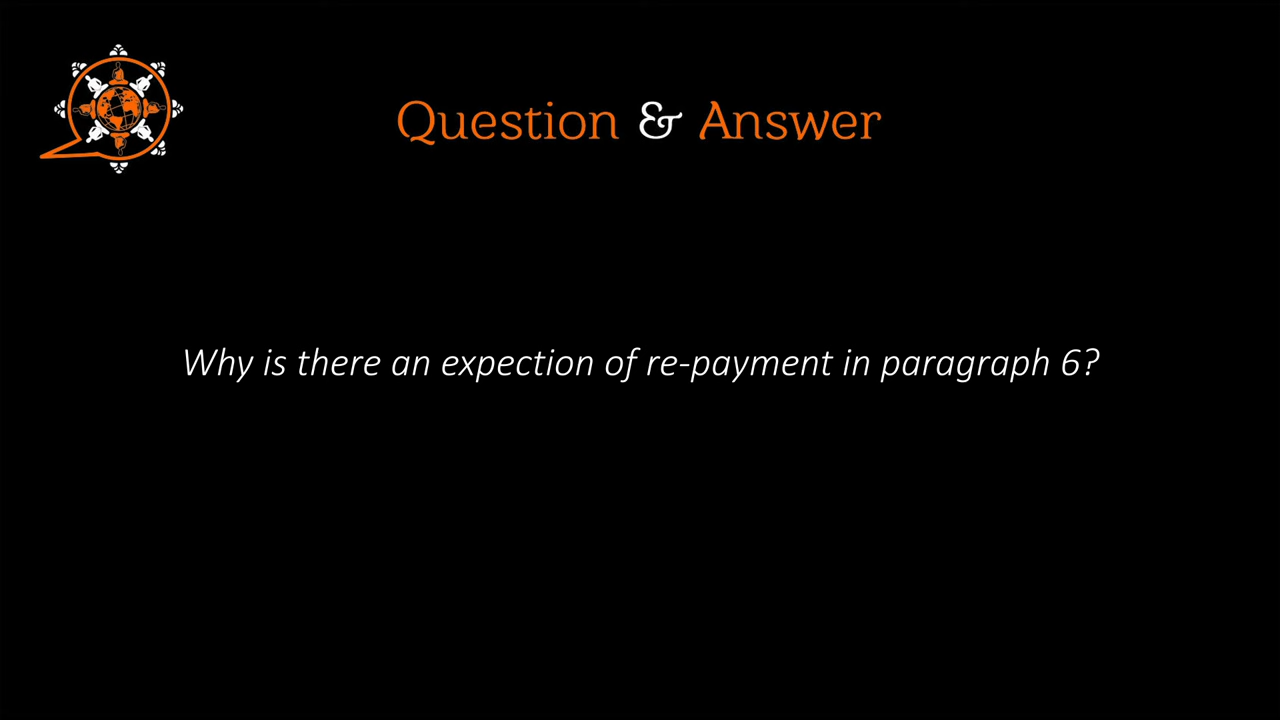 Question & Answer
Why is there an expection of re-payment in paragraph 6?